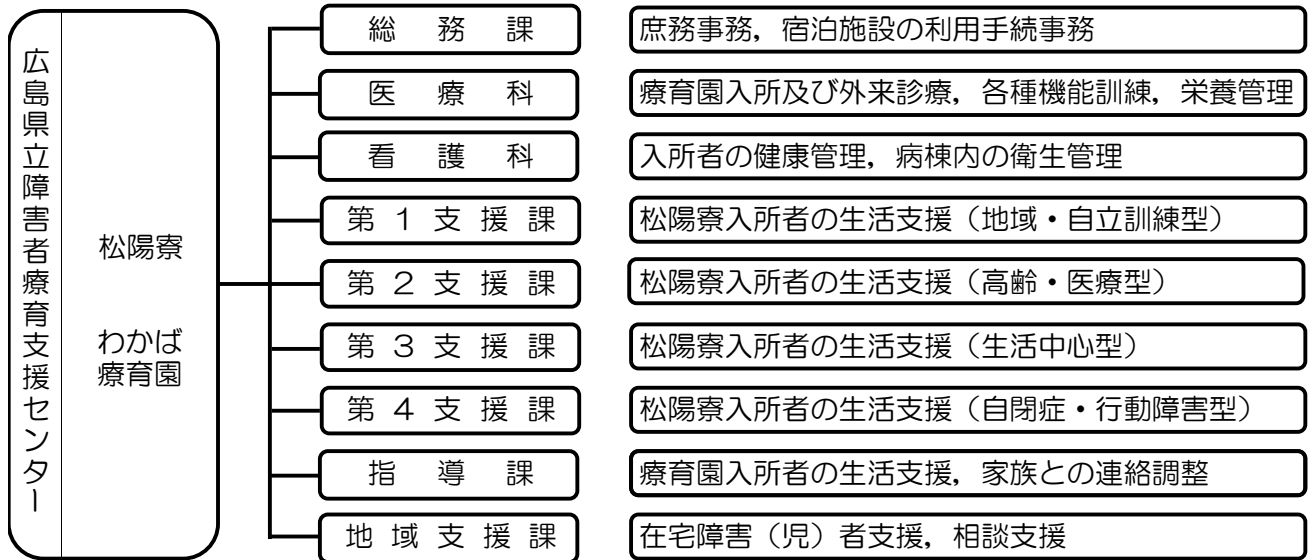 広島県立障害者療育支援センター
松陽寮
わかば
療育園
総務課
庶務事務，宿泊施設の利用手続事務
医療科
療育園入所及び外来診療，各種機能訓練，栄養管理
看護科
入所者の健康管理，病棟内の衛生管理
第１支援課
松陽寮入所者の生活支援（地域・自立訓練型）
第２支援課
松陽寮入所者の生活支援（高齢・医療型）
第３支援課
松陽寮入所者の生活支援（生活中心型）
第４支援課
松陽寮入所者の生活支援（自閉症・行動障害型）
指導課
療育園入所者の生活支援，家族との連絡調整
地域支援課
在宅障害（児）者支援，相談支援